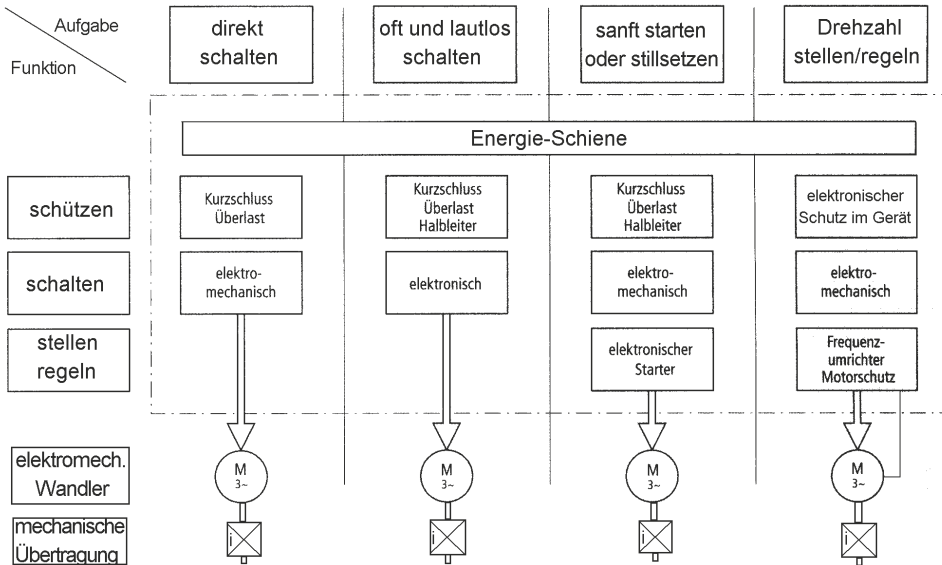 Aufgabe
Funktion
direkt
schalten
oft und lautlos
schalten
sanft starten
oder stillsetzen
Drehzahl
stellen/regeln
Energie-Schiene
schützen
Kurzschluss
Überlast
Kurzschluss
Überlast
Halbleiter
Kurzschluss
Überlast
Halbleiter
elektronischer
Schutz im Gerät
schalten
elektro-
mechanisch
elektronisch
elektro-
mechanisch
elektro-
mechanisch
stellen
regeln
elektronischer
Starter
Frequenz-
umrichter
Motorschutz
elektromech.
Wandler
M
3~
M
3~
M
3~
M
3~
mechanische
Übertragung
i
i
i
i